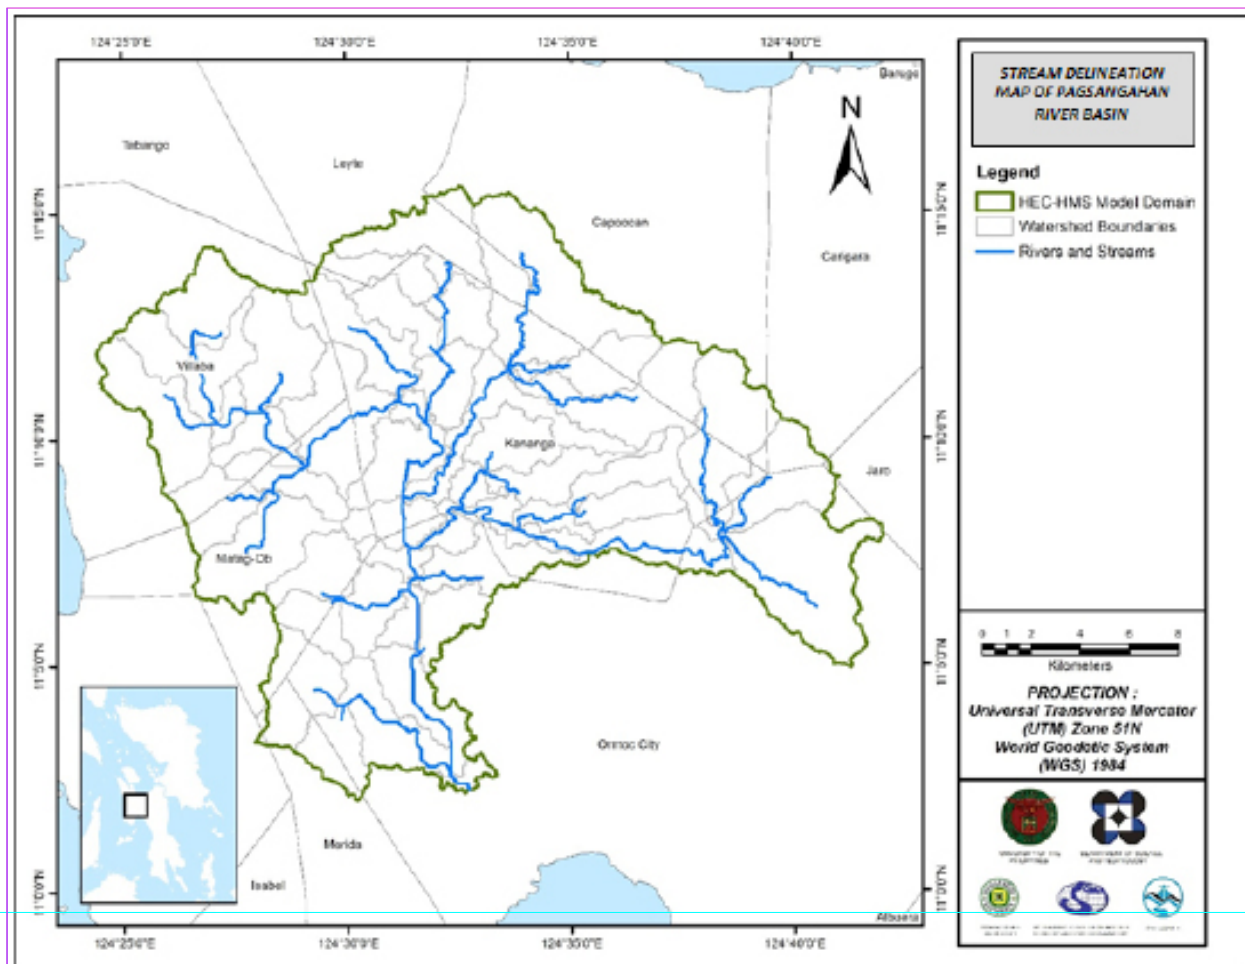 124°25'0"E 124°30'0"E 124°35'0"E 124°40'0"E
Barugo
Tabango
Leyte
Capoocan
Carigara
Villaba
Kananga
Jaro
Matag-Ob
Ormoc City
Merida
Isabel
Albuera
11°15'0"N
11°10'0"N
11°5'0"N
11°0'0"N
11°10'0"N
11°5'0"N
11°0'0"N
124°25'0"E 124°30'0"E 124°35'0"E 124°40'0"E
N
STREAM DELINEATION
MAP OF PAGSANGAHAN
RIVER BASIN
Legend
HEC-HMS Model Domain
Watershed Boundaries
Rivers and Streams
0 1 2 4 6 8
Kilometers
PROJECTION :
Universal Transverse Mercator
(UTM) Zone 51N
World Geodetic System
(WGS) 1984